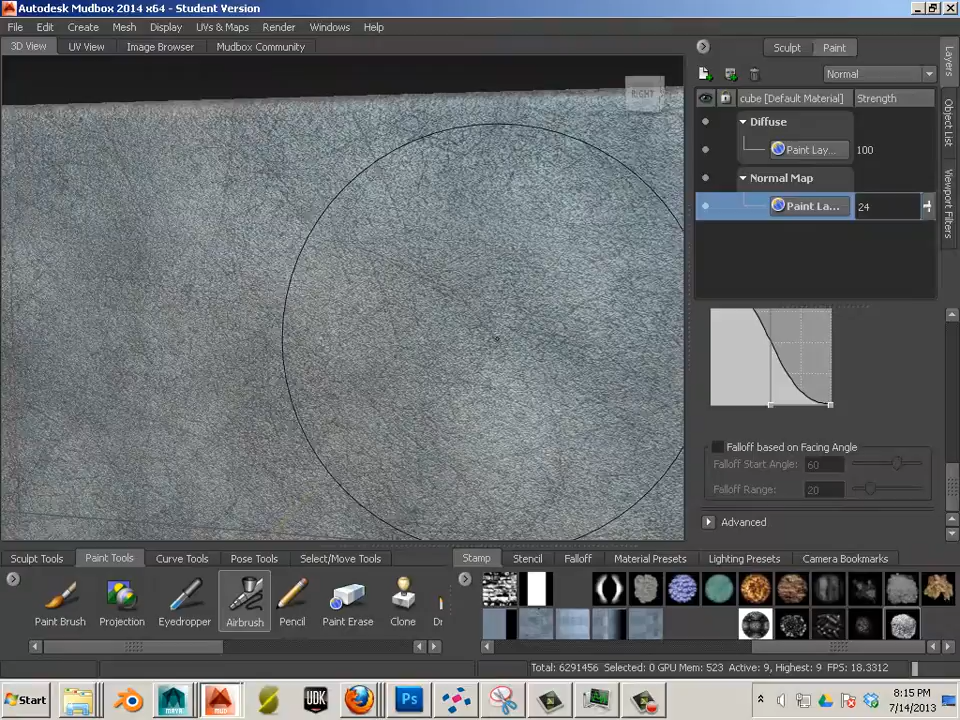 Autodesk Mudbox 2014 x64 - Student Version
File Edit Create Mesh Display UVs & Maps Render Windows Help
3D View UV View Image Browser Mudbox Community
Sculpt Paint
Normal
cube [Default Material] Strength
Diffuse
Paint Lay... 100
Normal Map
Paint La... 24
RIGHT
Layers
Object List
Viewport Filters
Falloff based on Facing Angle
Falloff Start Angle: 60
Falloff Range: 20
Advanced
Sculpt Tools Paint Tools Curve Tools Pose Tools Select/Move Tools
Stamp Stencil Falloff Material Presets Lighting Presets Camera Bookmarks
Paint Brush Projection Eyedropper Airbrush Pencil Paint Erase Clone Dr
Total: 6291456 Selected: 0 GPU Mem: 523 Active: 9, Highest: 9 FPS: 18.3312
Start
MAYA
MUD
UDK
Ps
8:15 PM
7/14/2013